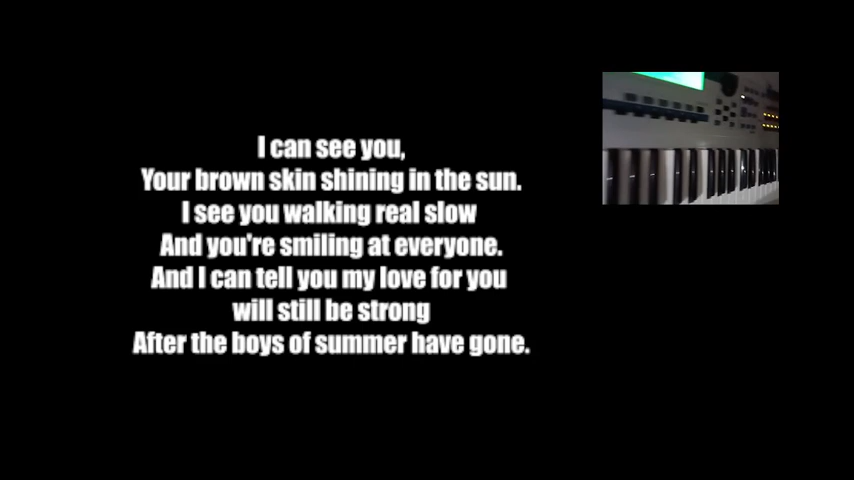 I can see you,
Your brown skin shining in the sun.
I see you walking real slow
And you're smiling at everyone.
And I can tell you my love for you
will still be strong
After the boys of summer have gone.